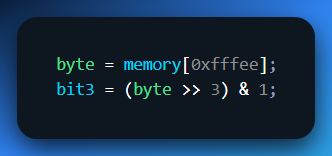 byte = memory[0xfffee];
bit3 = (byte >> 3) & 1;